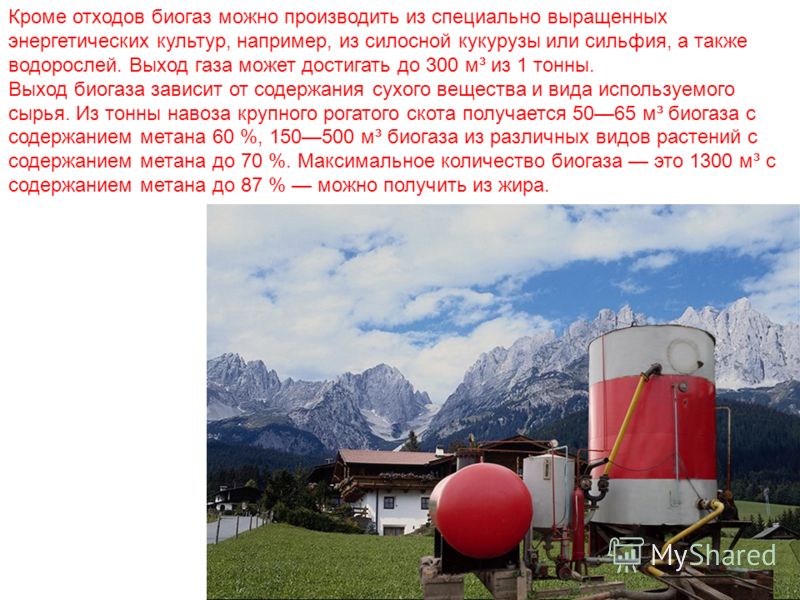 Кроме отходов биогаз можно производить из специально выращенных
энергетических культур, например, из силосной кукурузы или сильфия, а также
водорослей. Выход газа может достигать до 300 м³ из 1 тонны.
Выход биогаза зависит от содержания сухого вещества и вида используемого
сырья. Из тонны навоза крупного рогатого скота получается 50—65 м³ биогаза с
содержанием метана 60 %, 150—500 м³ биогаза из различных видов растений с
содержанием метана до 70 %. Максимальное количество биогаза — это 1300 м³ с
содержанием метана до 87 % — можно получить из жира.
MyShared